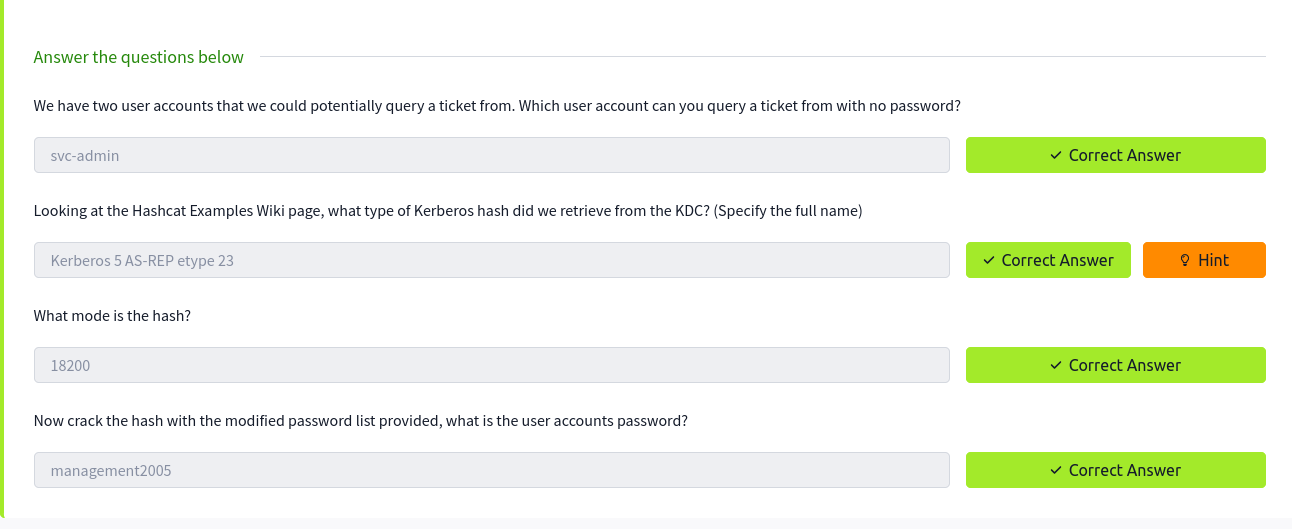 Answer the questions below
We have two user accounts that we could potentially query a ticket from. Which user account can you query a ticket from with no password?
svc-admin
Correct Answer
Looking at the Hashcat Examples Wiki page, what type of Kerberos hash did we retrieve from the KDC? (Specify the full name)
Kerberos 5 AS-REP etype 23
Correct Answer
Hint
What mode is the hash?
18200
Correct Answer
Now crack the hash with the modified password list provided, what is the user accounts password?
management2005
Correct Answer